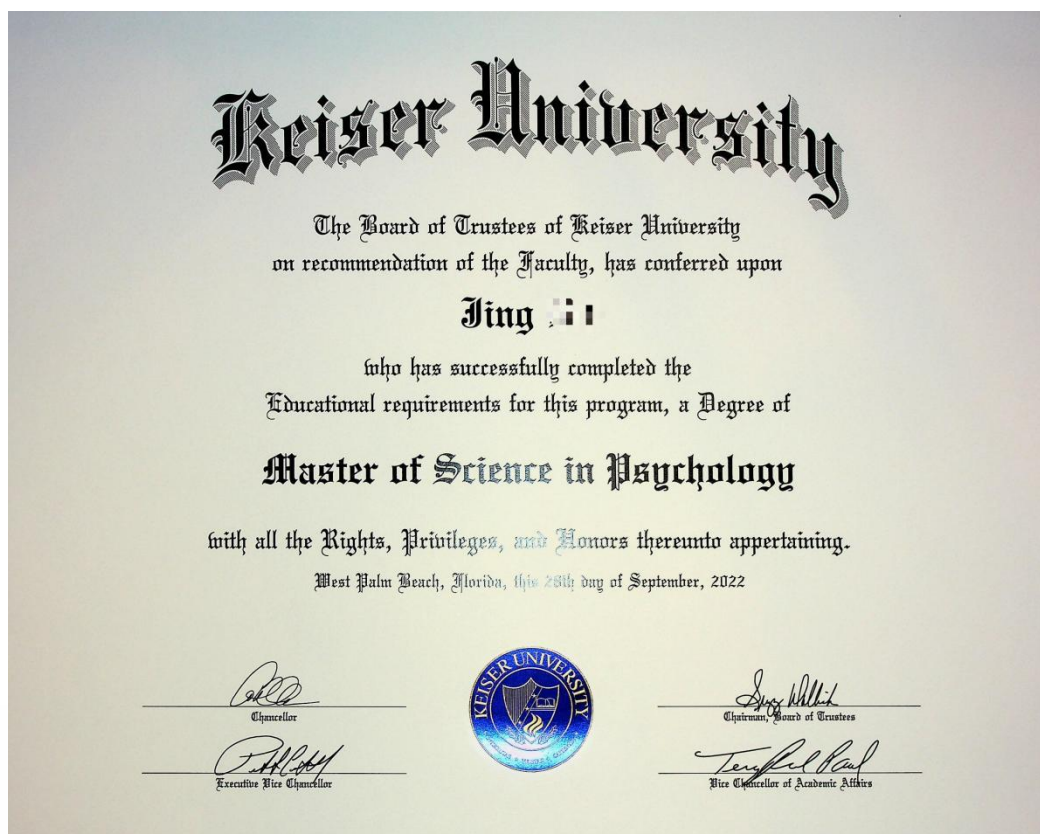 Keiser University
The Board of Trustees of Keiser University
on recommendation of the Faculty, has conferred upon
Jing
who has successfully completed the
Educational requirements for this program, a Degree of
Master of Science in Psychology
with all the Rights, Privileges, and Honors thereunto appertaining.
West Palm Beach, Florida, this 28th day of September, 2022
KEISER UNIVERSITY
Chancellor
Chairman, Board of Trustees
Executive Vice Chancellor
Vice Chancellor of Academic Affairs